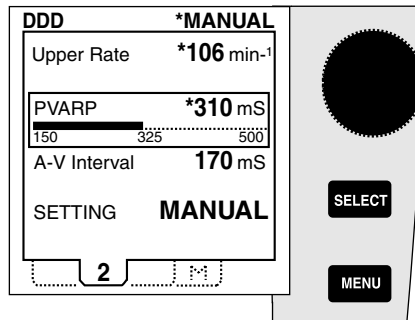 DDD *MANUAL
Upper Rate *106 min-1
PVARP *310 mS
150 325 500
A-V Interval 170 mS
SETTING MANUAL
2 M
SELECT
MENU